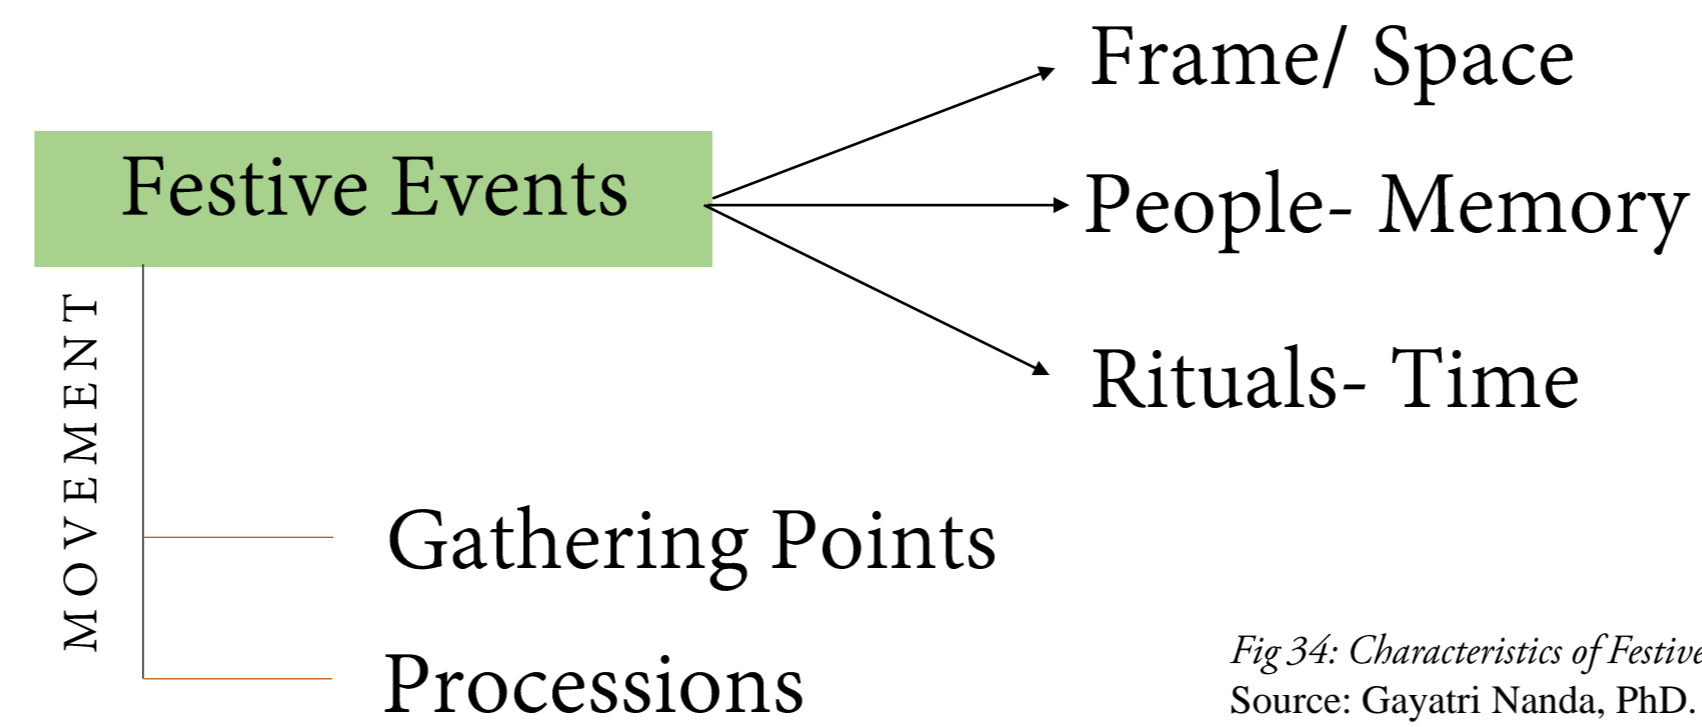 Frame/ Space
Festive Events
People- Memory
Rituals- Time
MOVEMENT
Gathering Points
Processions
Fig 34: Characteristics of Festive
Source: Gayatri Nanda, PhD.